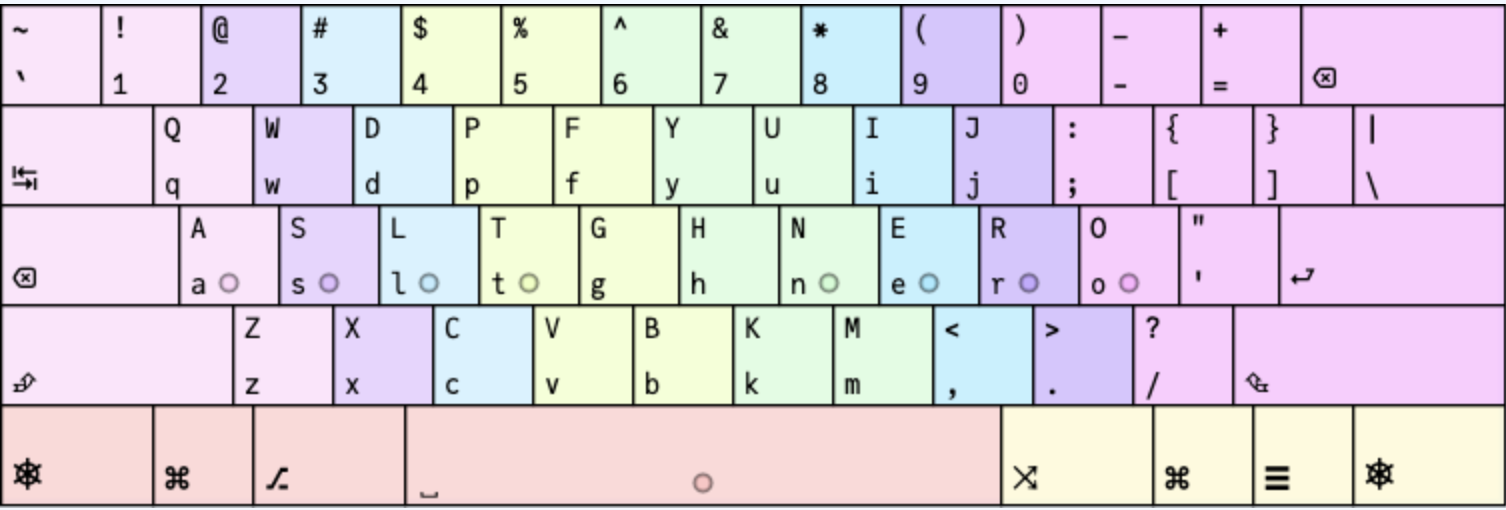 ~ ! @ # $ % ^ & * ( ) _ +
` 1 2 3 4 5 6 7 8 9 0 - = ⌫
Q W D P F Y U I J : { } |
↹ q w d p f y u i j ; [ ] \
A S L T G H N E R O "
⌫ a s l t g h n e r o ' ↵
Z X C V B K M < > ?
z x c v b k m , . /
⎈ ⌘ ⌥ ␣ ⌘ ☰ ⎈